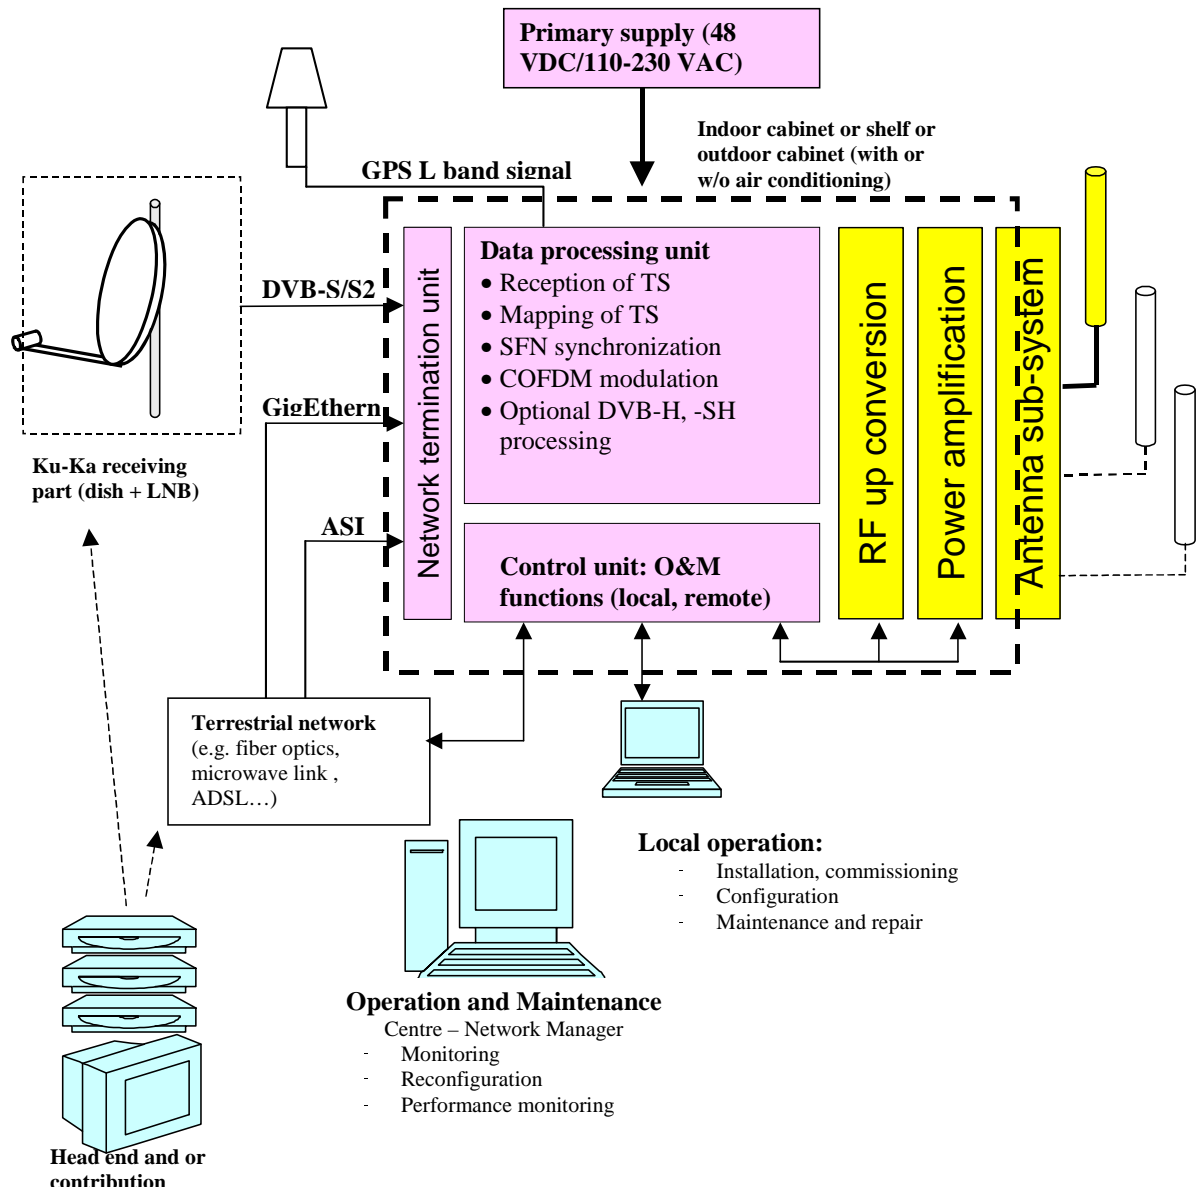 Primary supply (48
VDC/110-230 VAC)
Indoor cabinet or shelf or
outdoor cabinet (with or
w/o air conditioning)
GPS L band signal
DVB-S/S2
GigEthern
ASI
Ku-Ka receiving
part (dish + LNB)
Network termination unit
Data processing unit
• Reception of TS
• Mapping of TS
• SFN synchronization
• COFDM modulation
• Optional DVB-H, -SH
processing
Control unit: O&M
functions (local, remote)
RF up conversion
Power amplification
Antenna sub-system
Terrestrial network
(e.g. fiber optics,
microwave link ,
ADSL…)
Local operation:
- Installation, commissioning
- Configuration
- Maintenance and repair
Operation and Maintenance
Centre – Network Manager
- Monitoring
- Reconfiguration
- Performance monitoring
Head end and or
contribution